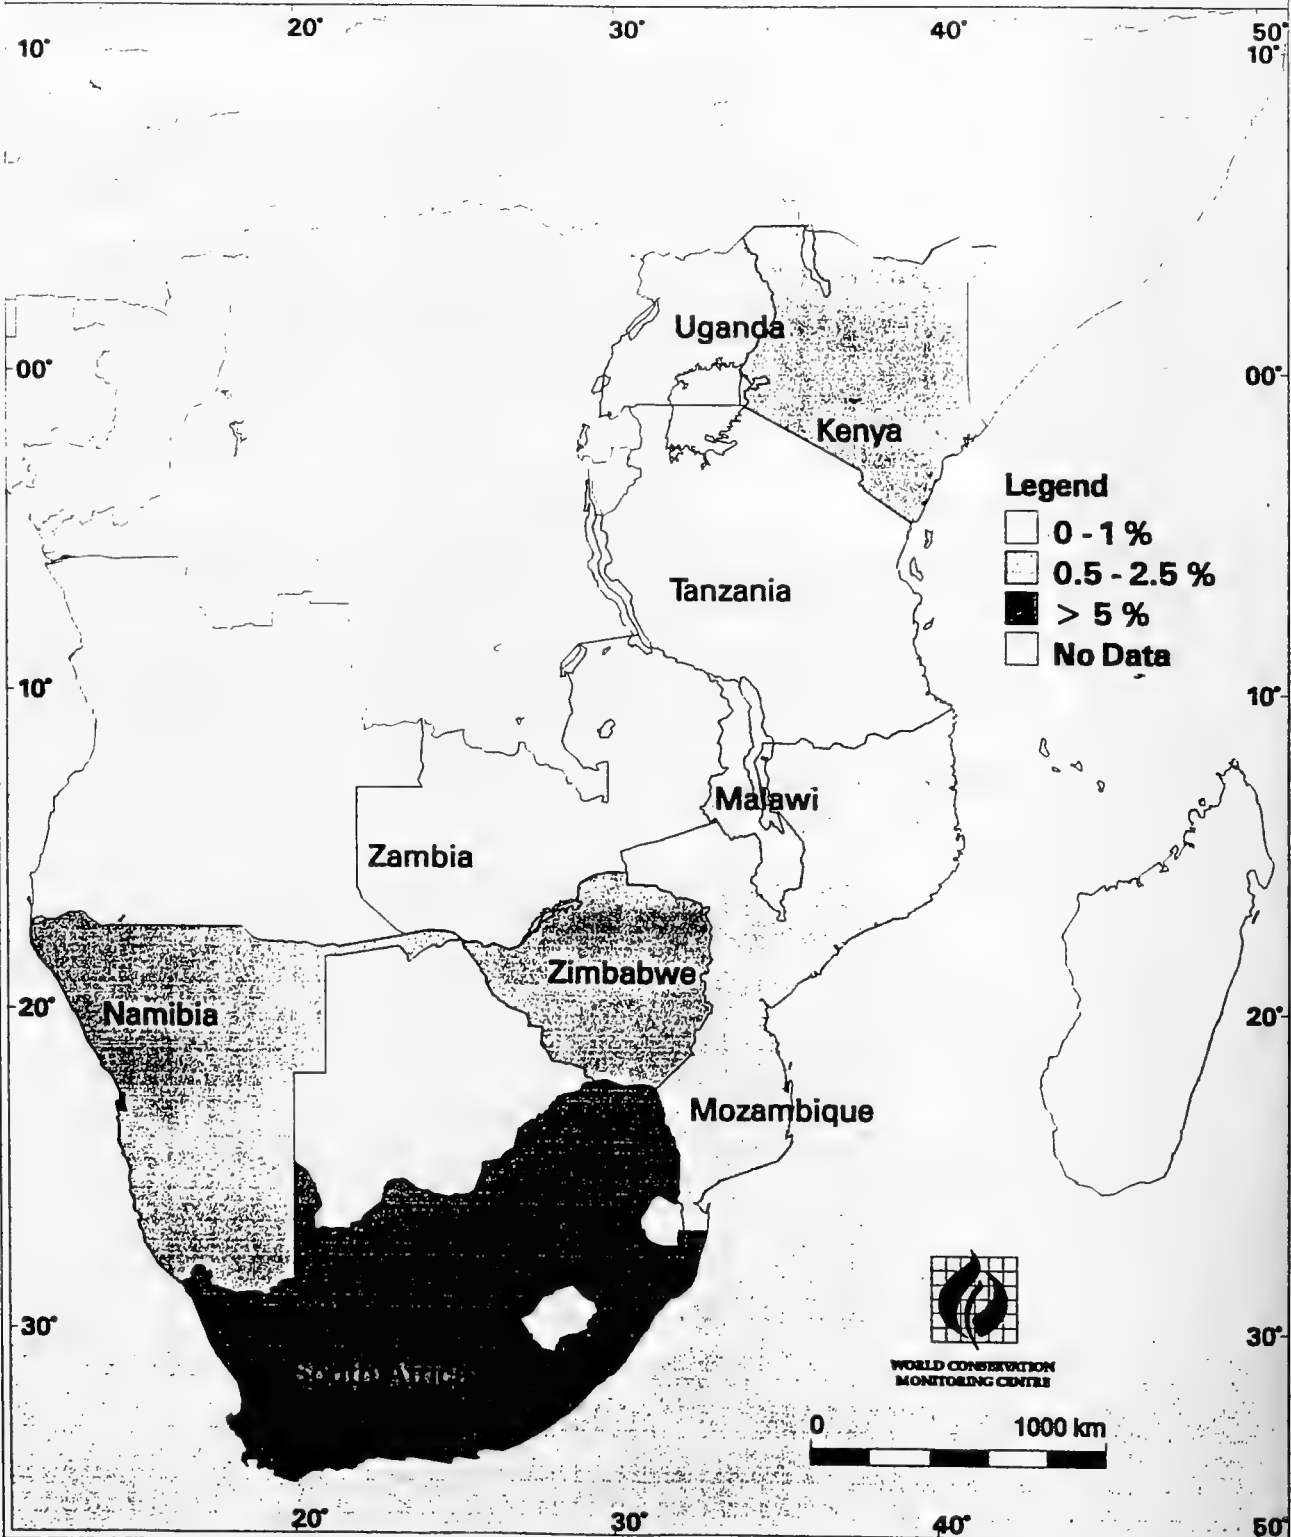 20° 30° 40° 50°
10° 10°
Uganda
00° 00°
Kenya
Legend
0 - 1 %
0.5 - 2.5 %
> 5 %
No Data
Tanzania
10° 10°
Malawi
Zambia
Zimbabwe
Namibia
20° 20°
Mozambique
30° 30°
South Africa
WORLD CONSERVATION
MONITORING CENTRE
0 1000 km
20° 30° 40° 50°